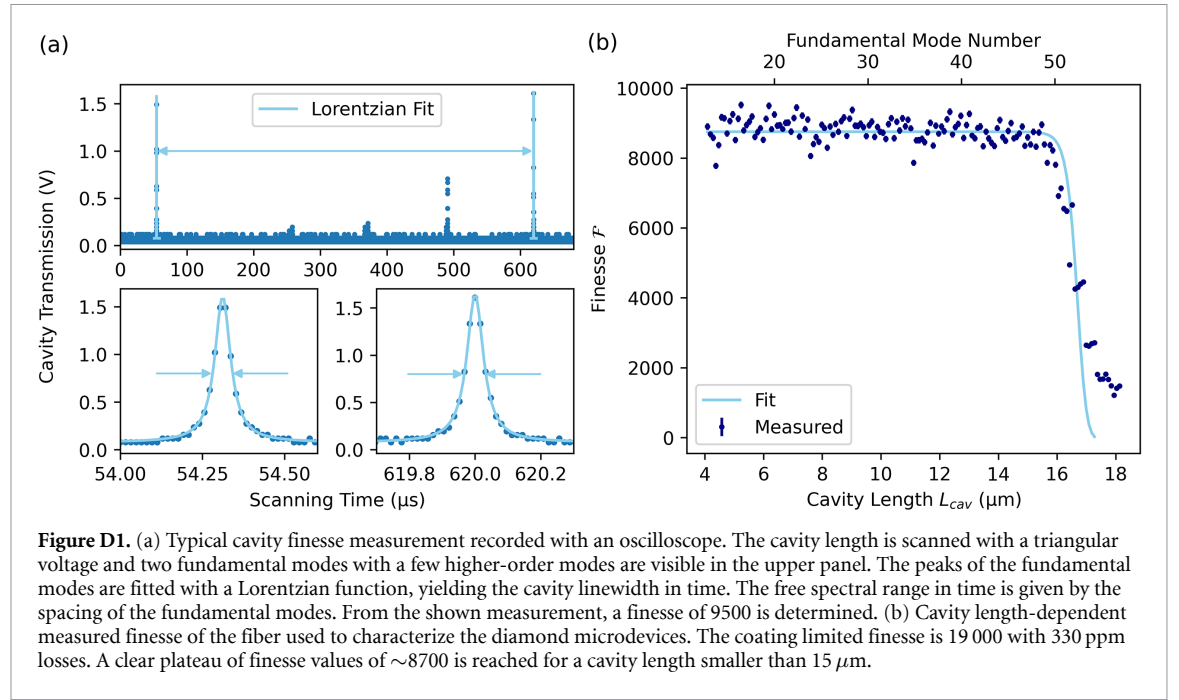 (a)
Lorentzian Fit
1.5
1.0
0.5
0.0
0 100 200 300 400 500 600
1.5
1.0
0.5
0.0
54.00 54.25 54.50
1.5
1.0
0.5
0.0
619.8 620.0 620.2
Cavity Transmission (V)
Scanning Time (μs)
(b)
Fundamental Mode Number
20 30 40 50
10000
8000
6000
4000
2000
0
Finesse ℱ
Fit
Measured
4 6 8 10 12 14 16 18
Cavity Length L_cav (μm)
Figure D1. (a) Typical cavity finesse measurement recorded with an oscilloscope. The cavity length is scanned with a triangular
voltage and two fundamental modes with a few higher-order modes are visible in the upper panel. The peaks of the fundamental
modes are fitted with a Lorentzian function, yielding the cavity linewidth in time. The free spectral range in time is given by the
spacing of the fundamental modes. From the shown measurement, a finesse of 9500 is determined. (b) Cavity length-dependent
measured finesse of the fiber used to characterize the diamond microdevices. The coating limited finesse is 19 000 with 330 ppm
losses. A clear plateau of finesse values of ∼8700 is reached for a cavity length smaller than 15 μm.